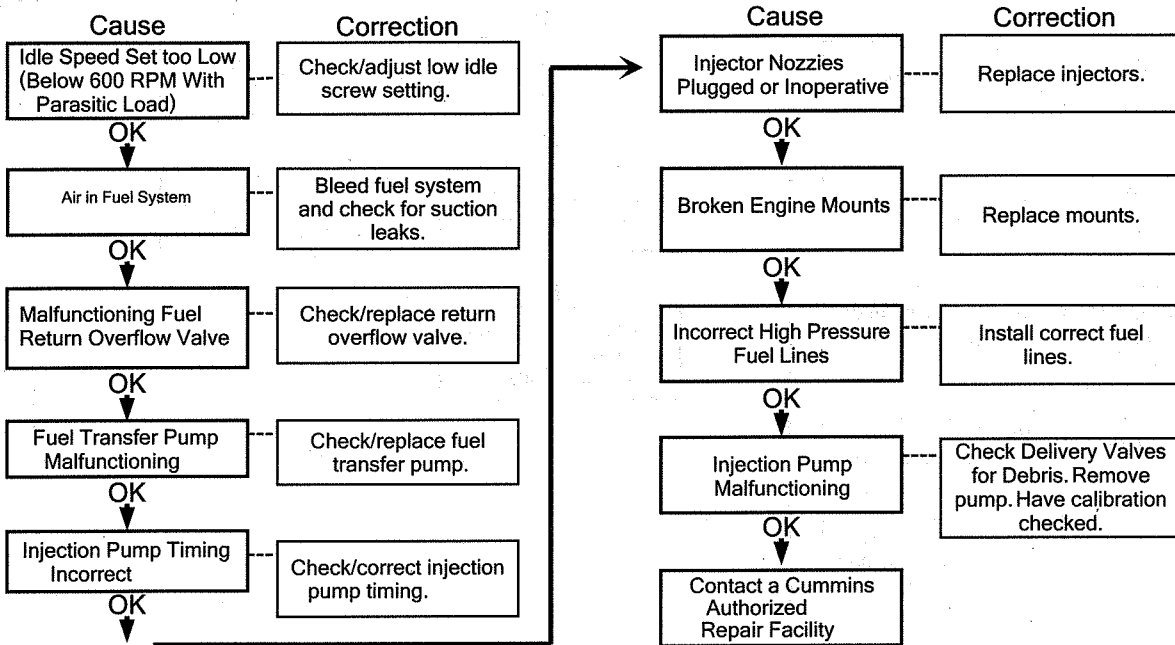 Cause
Correction
Idle Speed Set too Low
(Below 600 RPM With
Parasitic Load)
Check/adjust low idle
screw setting.
OK
Air in Fuel System
Bleed fuel system
and check for suction
leaks.
OK
Malfunctioning Fuel
Return Overflow Valve
Check/replace return
overflow valve.
OK
Fuel Transfer Pump
Malfunctioning
Check/replace fuel
transfer pump.
OK
Injection Pump Timing
Incorrect
Check/correct injection
pump timing.
OK
Cause
Correction
Injector Nozzies
Plugged or Inoperative
Replace injectors.
OK
Broken Engine Mounts
Replace mounts.
OK
Incorrect High Pressure
Fuel Lines
Install correct fuel
lines.
OK
Injection Pump
Malfunctioning
Check Delivery Valves
for Debris. Remove
pump. Have calibration
checked.
OK
Contact a Cummins
Authorized
Repair Facility